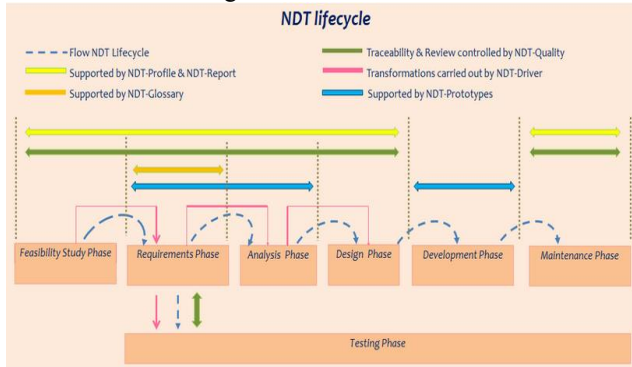 NDT lifecycle
Flow NDT Lifecycle
Traceability & Review controlled by NDT-Quality
Supported by NDT-Profile & NDT-Report
Transformations carried out by NDT-Driver
Supported by NDT-Glossary
Supported by NDT-Prototypes
Feasibility Study Phase
Requirements Phase
Analysis Phase
Design Phase
Development Phase
Maintenance Phase
Testing Phase